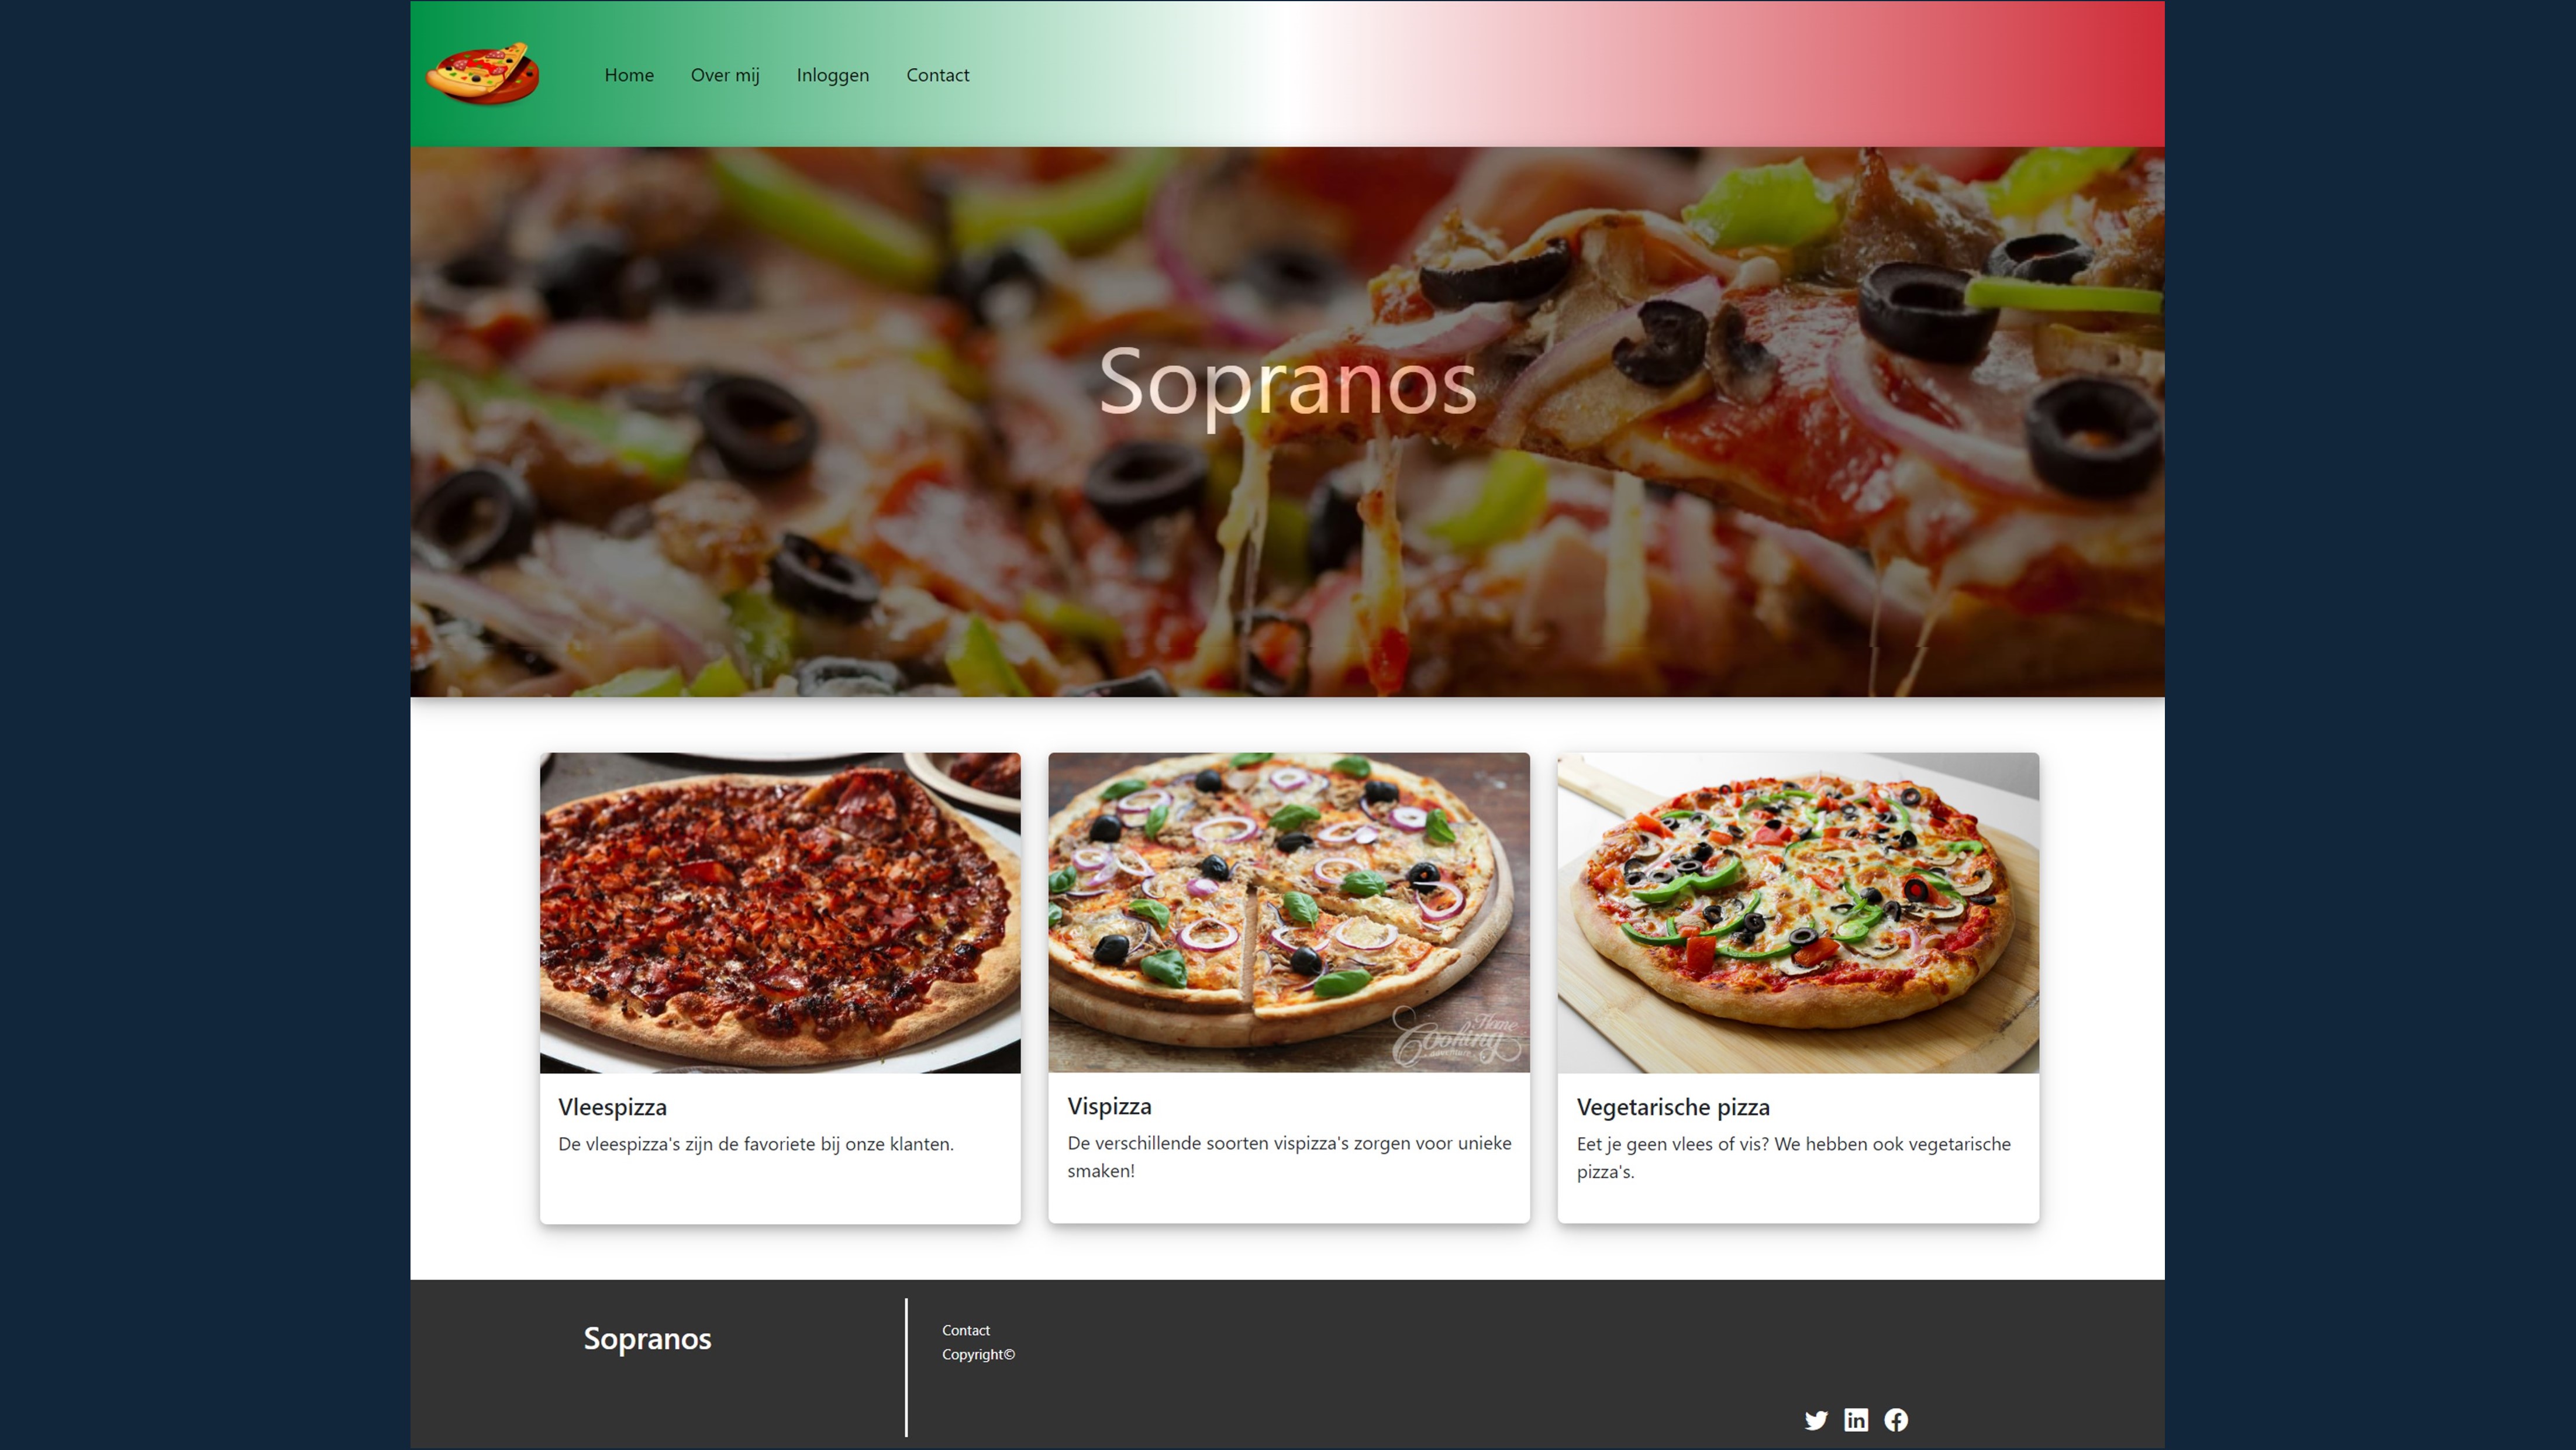 Home
Over mij
Inloggen
Contact
Sopranos
Home
Cooking
adventure
Vleespizza
De vleespizza's zijn de favoriete bij onze klanten.
Vispizza
De verschillende soorten vispizza's zorgen voor unieke
smaken!
Vegetarische pizza
Eet je geen vlees of vis? We hebben ook vegetarische
pizza's.
Sopranos
Contact
Copyright©
in